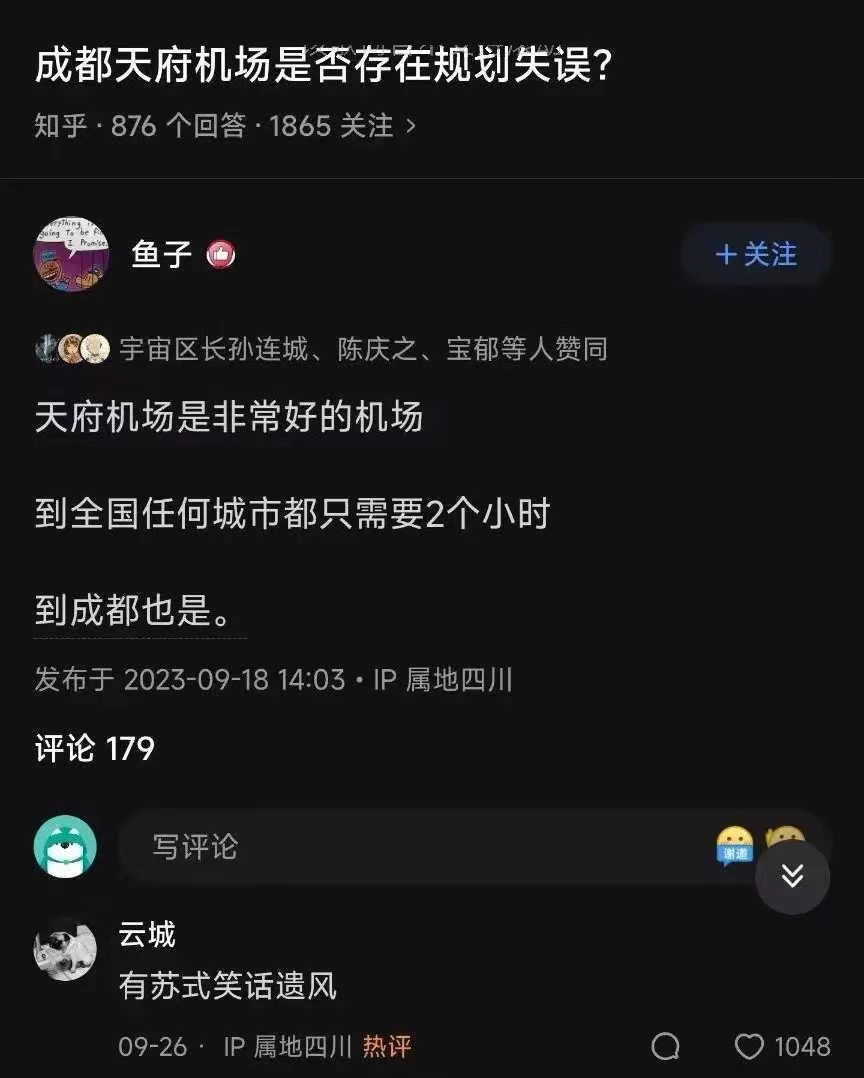 成都天府机场是否存在规划失误?
知乎 · 876 个回答 · 1865 关注 >
鱼子
+关注
宇宙区长孙连城、陈庆之、宝郁等人赞同
天府机场是非常好的机场
到全国任何城市都只需要2个小时
到成都也是。
发布于 2023-09-18 14:03 · IP 属地四川
评论 179
写评论
谢邀
云城
有苏式笑话遗风
09-26 · IP 属地四川 热评
1048